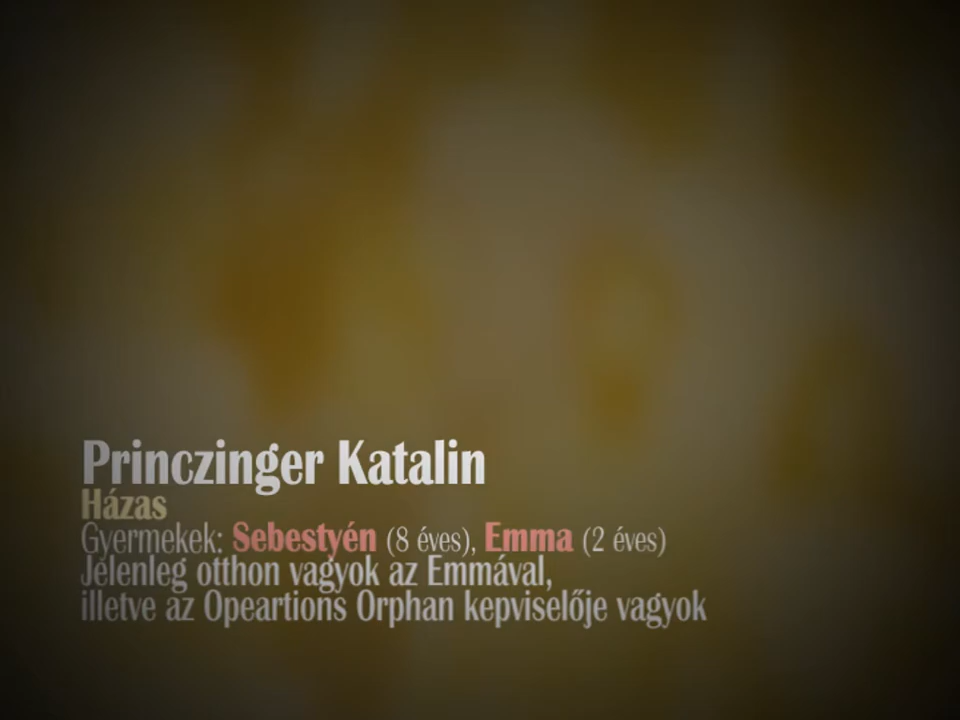 Princzinger Katalin
Házas
Gyermekek: Sebestyén (8 éves), Emma (2 éves)
Jelenleg otthon vagyok az Emmával,
illetve az Opeartions Orphan kepviselője vagyok